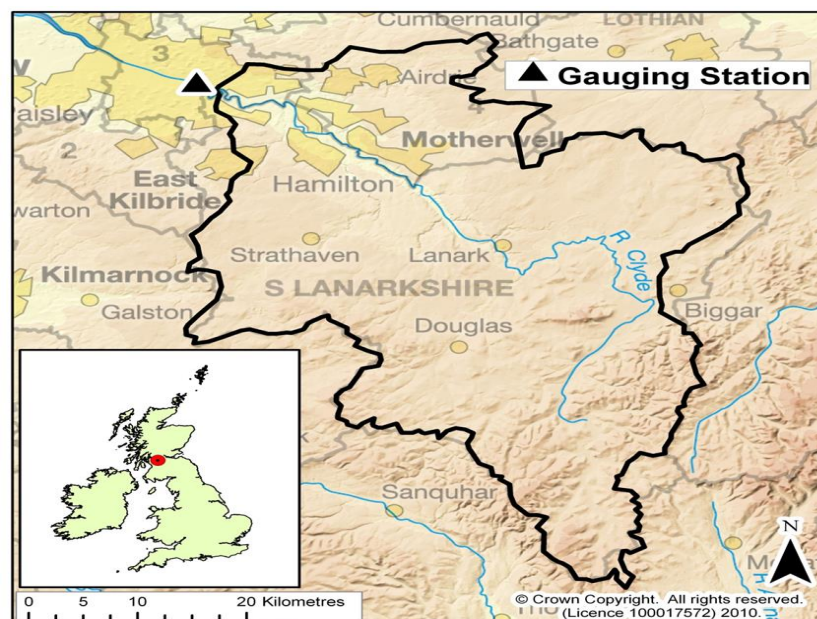 Cumbernauld
LOTHIAN
Bathgate
3
Airdrie
Gauging Station
4
Paisley
Motherwell
2
East
Kilbride
Hamilton
Strathaven
Lanark
R Clyde
Kilmarnock
S LANARKSHIRE
Galston
Biggar
Douglas
Sanquhar
N
0 5 10 20 Kilometres
© Crown Copyright. All rights reserved.
(Licence 100017572) 2010.